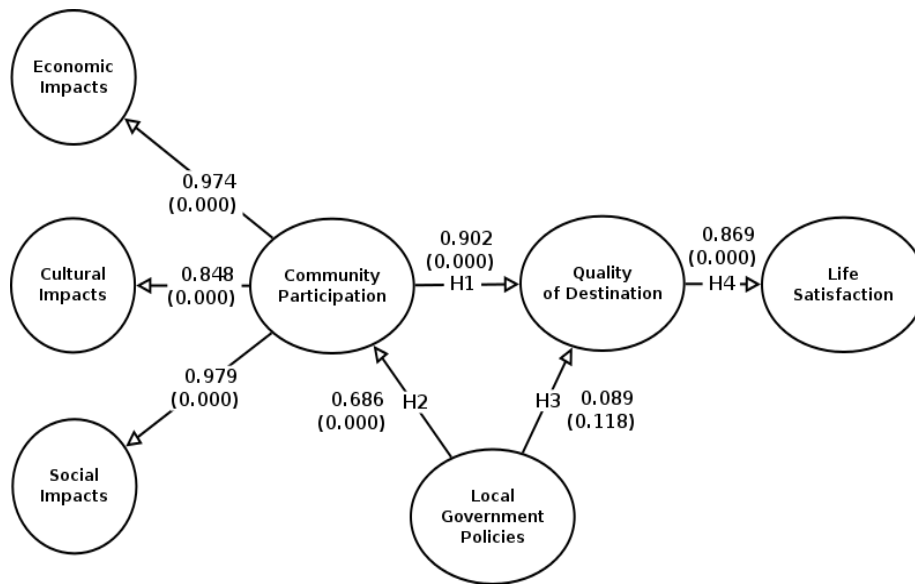 Economic
Impacts
0.974
(0.000)
Cultural
Impacts
0.848
(0.000)
Community
Participation
0.902
(0.000)
H1
Quality
of Destination
0.869
(0.000)
H4
Life
Satisfaction
0.979
(0.000)
0.686
(0.000)
H2
H3
0.089
(0.118)
Social
Impacts
Local
Government
Policies